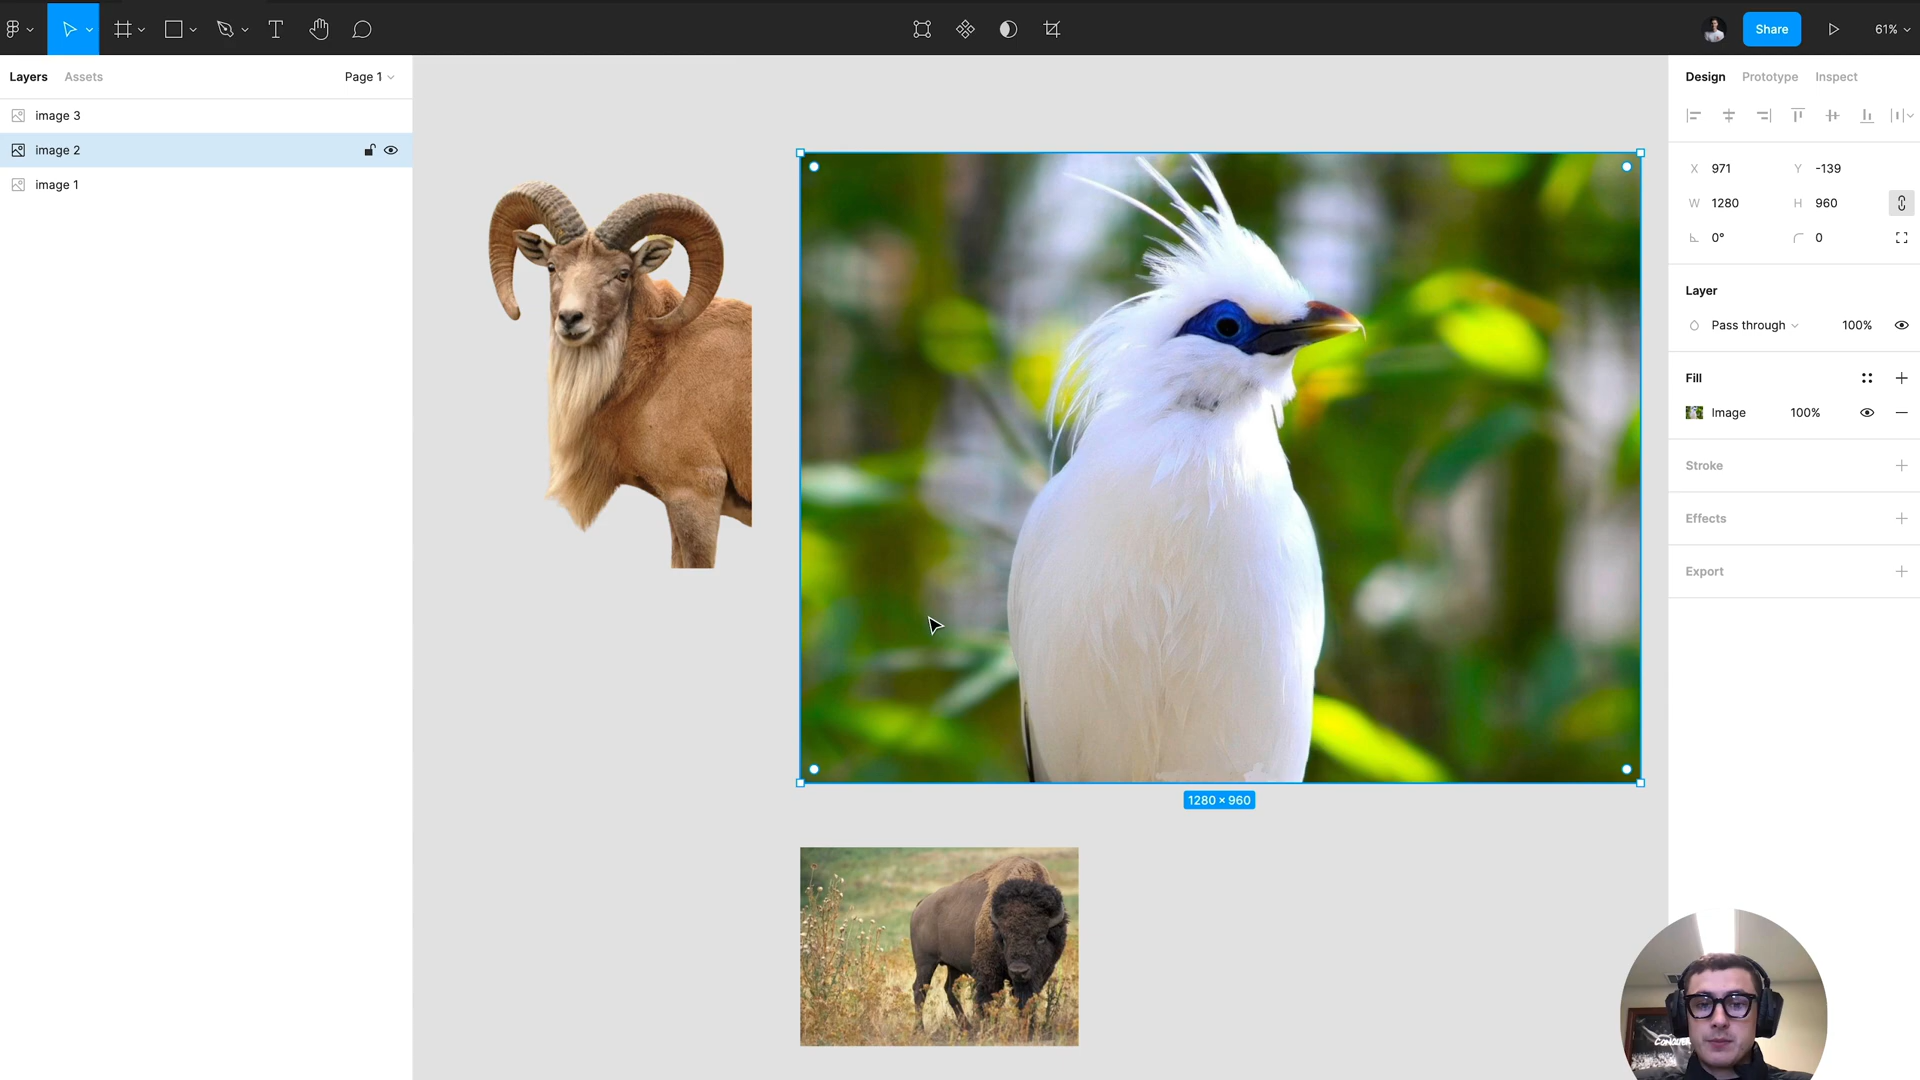 Share
61%
Layers
Assets
Page 1
Design
Prototype
Inspect
image 3
image 2
image 1
X 971
Y -139
W 1280
H 960
0°
0
Layer
Pass through
100%
Fill
Image
100%
Stroke
Effects
Export
1280 × 960
CONQUER